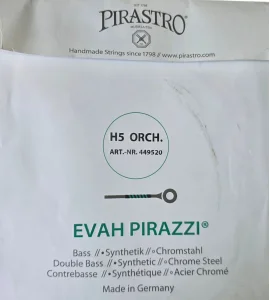 PIRASTRO
Handmade Strings since 1798 // www.pirastro.com
H5 ORCH.
ART.-NR. 449520
EVAH PIRAZZI®
Bass //•Synthetik //◦Chromstahl
Double Bass //•Synthetic //◦Chrome Steel
Contrebasse //•Synthétique //◦Acier Chromé
Made in Germany